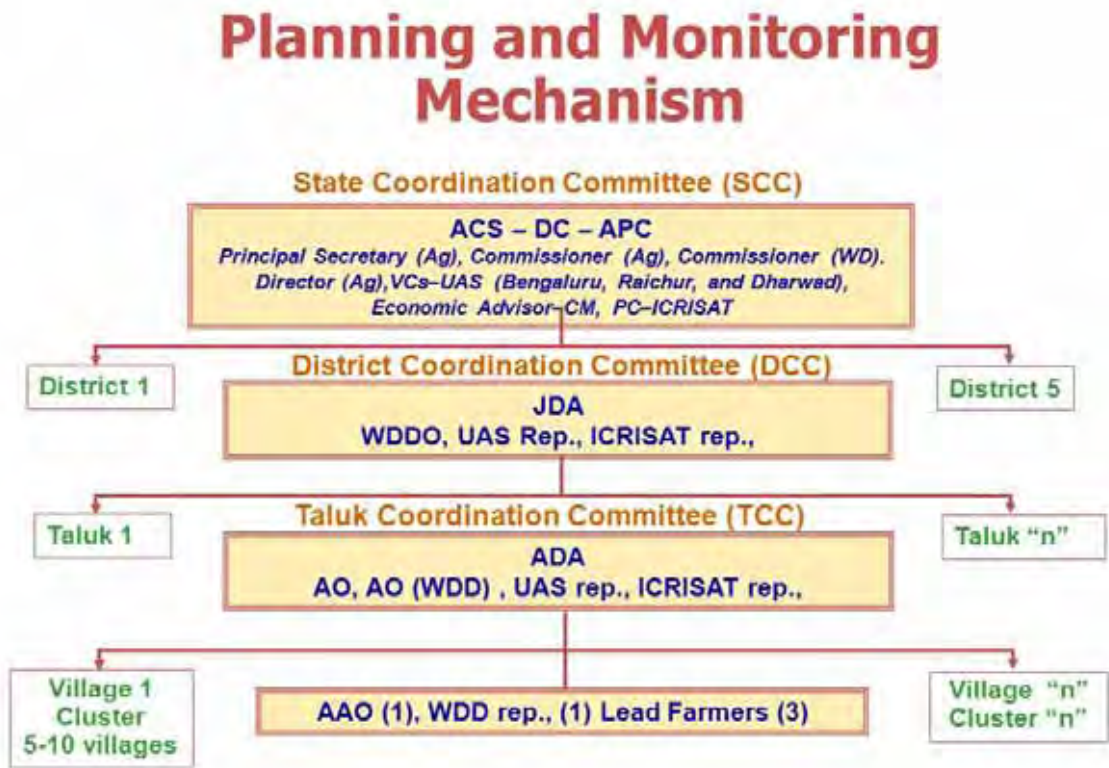 Planning and Monitoring
Mechanism
State Coordination Committee (SCC)
ACS – DC – APC
Principal Secretary (Ag), Commissioner (Ag), Commissioner (WD).
Director (Ag),VCs–UAS (Bengaluru, Raichur, and Dharwad),
Economic Advisor–CM, PC–ICRISAT
District 1
District Coordination Committee (DCC)
District 5
JDA
WDDO, UAS Rep., ICRISAT rep.,
Taluk 1
Taluk Coordination Committee (TCC)
Taluk “n”
ADA
AO, AO (WDD) , UAS rep., ICRISAT rep.,
Village 1
Cluster
5-10 villages
AAO (1), WDD rep., (1) Lead Farmers (3)
Village “n”
Cluster “n”